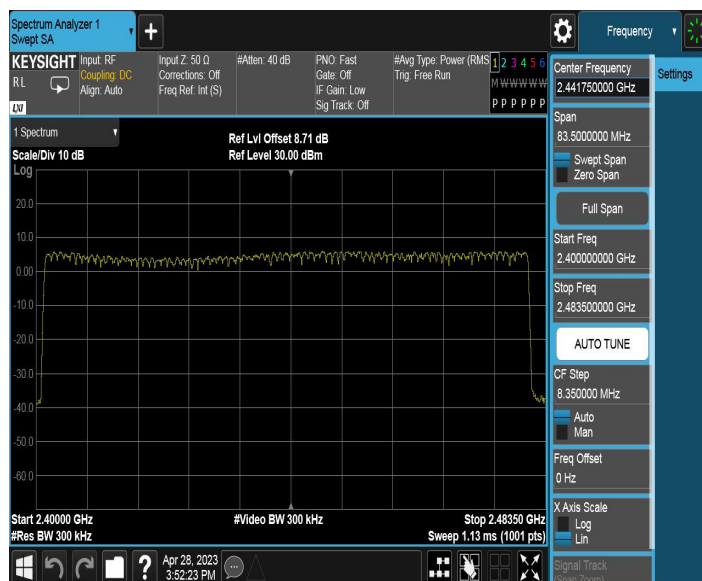 Spectrum Analyzer 1
Swept SA
Frequency
KEYSIGHT
RL
LXI
Input: RF
Coupling: DC
Align: Auto
Input Z: 50 Ω
Corrections: Off
Freq Ref: Int (S)
#Atten: 40 dB
PNO: Fast
Gate: Off
IF Gain: Low
Sig Track: Off
#Avg Type: Power (RMS
Trig: Free Run
1 2 3 4 5 6
M W W W W W
P P P P P P
1 Spectrum
Scale/Div 10 dB
Log
Ref Lvl Offset 8.71 dB
Ref Level 30.00 dBm
20.0
10.0
0.00
-10.0
-20.0
-30.0
-40.0
-50.0
-60.0
Start 2.40000 GHz
#Res BW 300 kHz
#Video BW 300 kHz
Stop 2.48350 GHz
Sweep 1.13 ms (1001 pts)
Apr 28, 2023
3:52:23 PM
Center Frequency
2.441750000 GHz
Settings
Span
83.5000000 MHz
Swept Span
Zero Span
Full Span
Start Freq
2.400000000 GHz
Stop Freq
2.483500000 GHz
AUTO TUNE
CF Step
8.350000 MHz
Auto
Man
Freq Offset
0 Hz
X Axis Scale
Log
Lin
Signal Track
(Span Zoom)